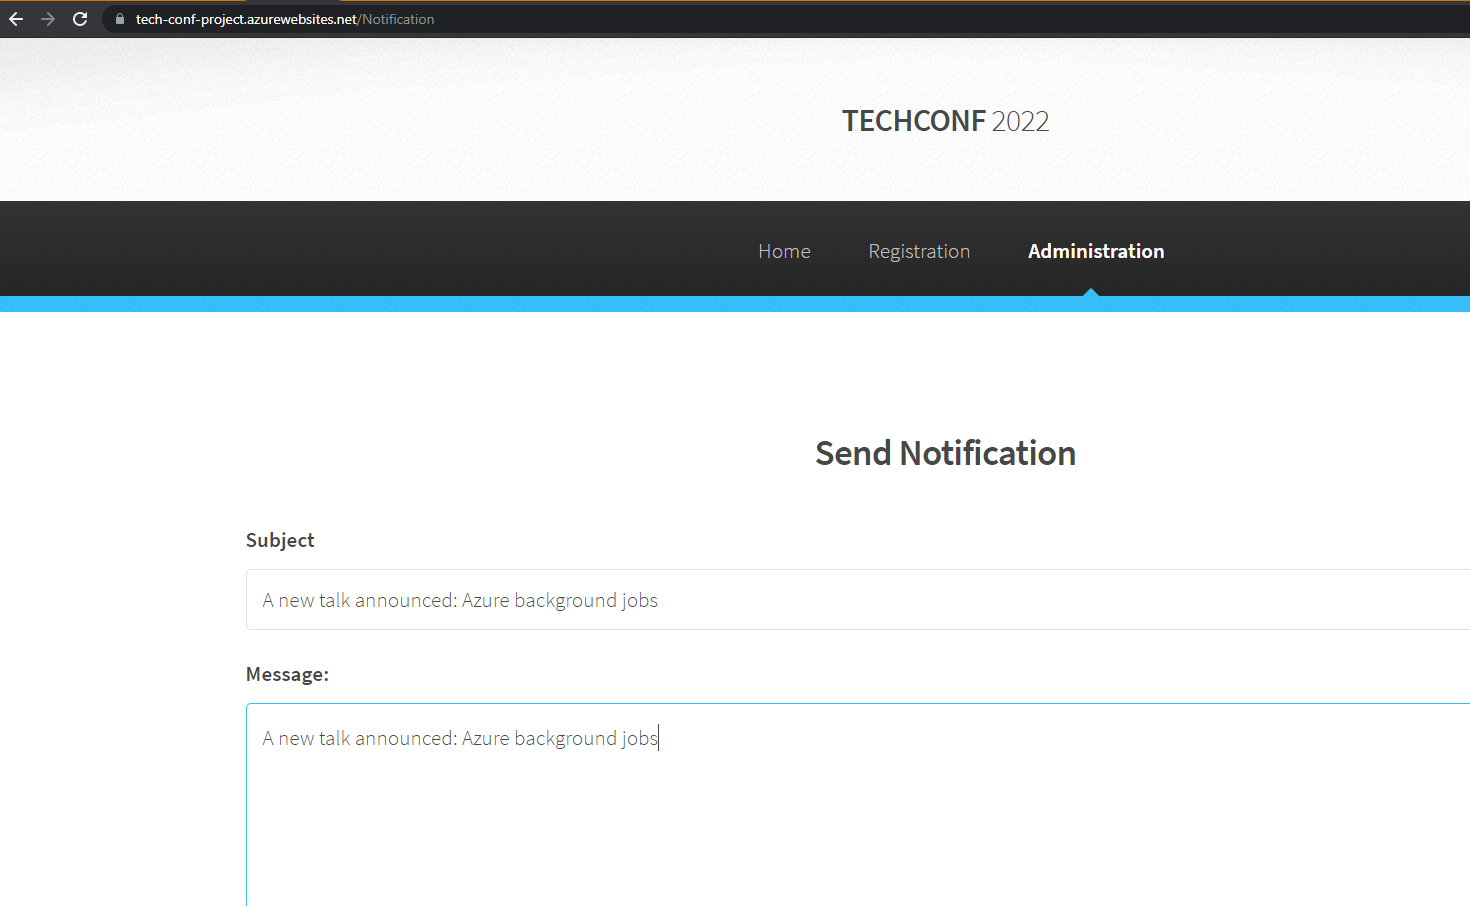 tech-conf-project.azurewebsites.net/Notification
TECHCONF 2022
Home Registration Administration
Send Notification
Subject
A new talk announced: Azure background jobs
Message:
A new talk announced: Azure background jobs